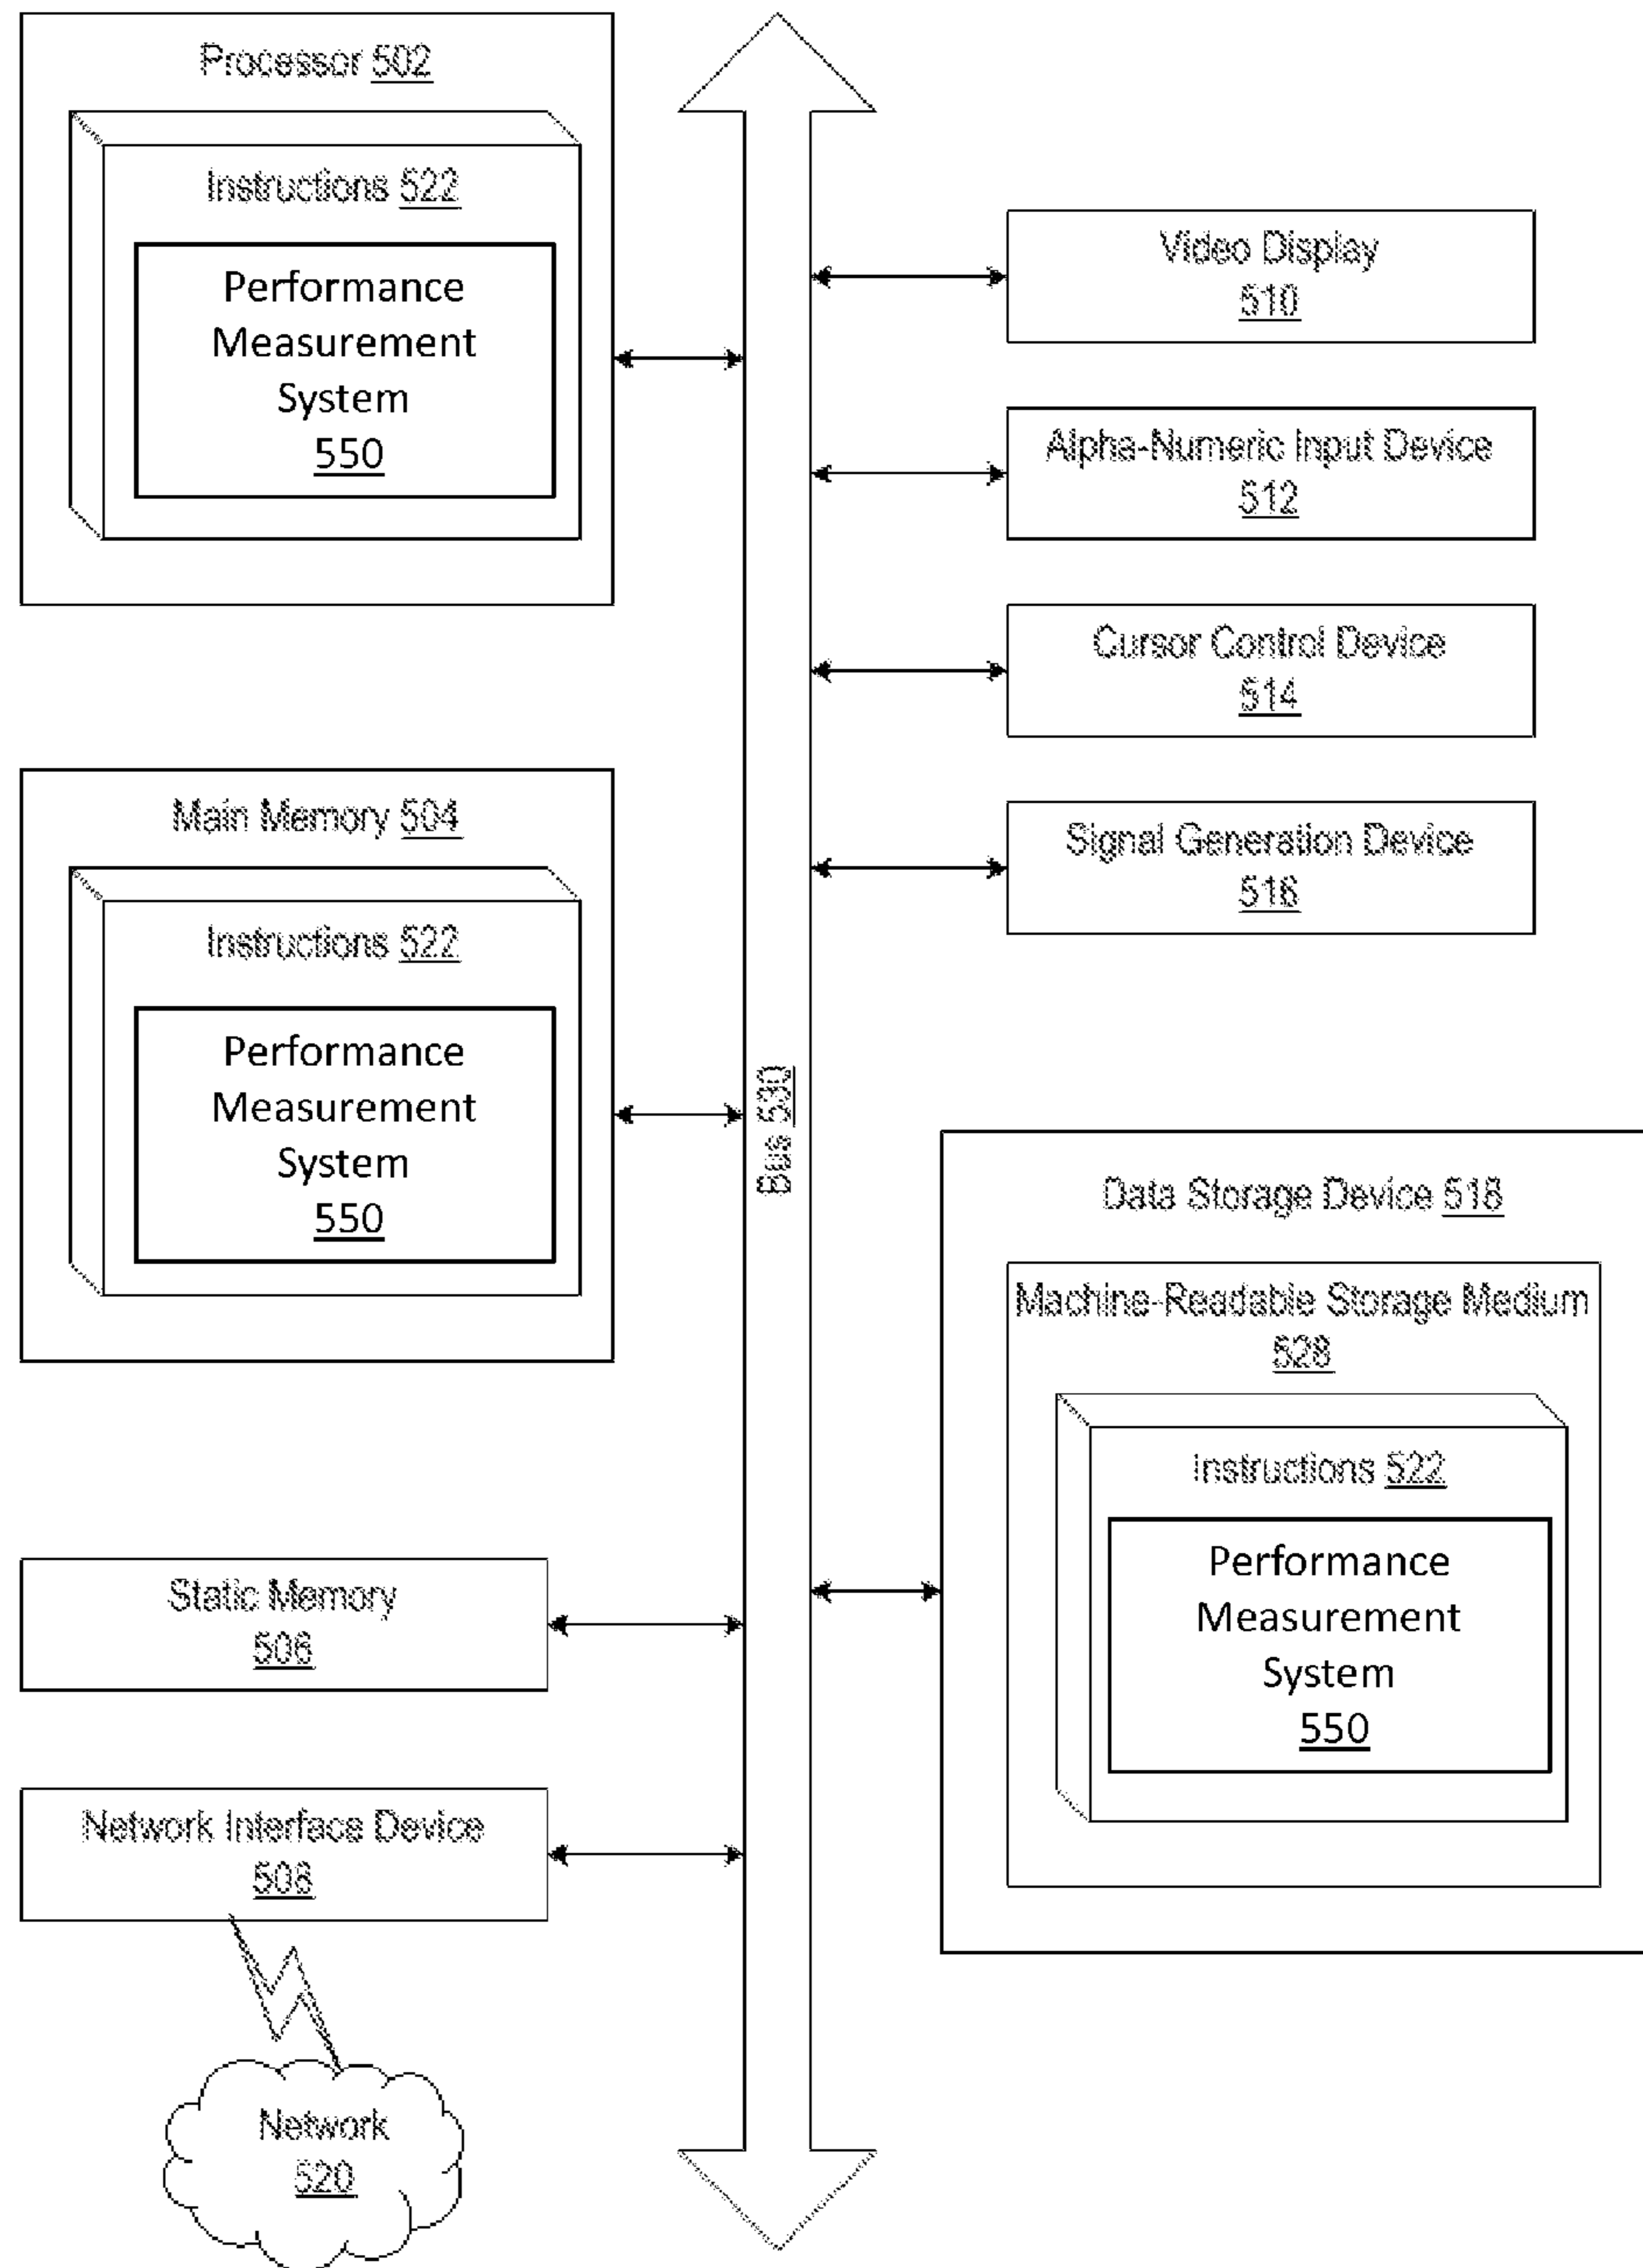 Processor 502
Instructions 522
Performance
Measurement
System
550
Main Memory 504
Instructions 522
Performance
Measurement
System
550
Static Memory
506
Network Interface Device
508
Network
520
Bus 530
Video Display
510
Alpha-Numeric Input Device
512
Cursor Control Device
514
Signal Generation Device
516
Data Storage Device 518
Machine-Readable Storage Medium
528
Instructions 522
Performance
Measurement
System
550